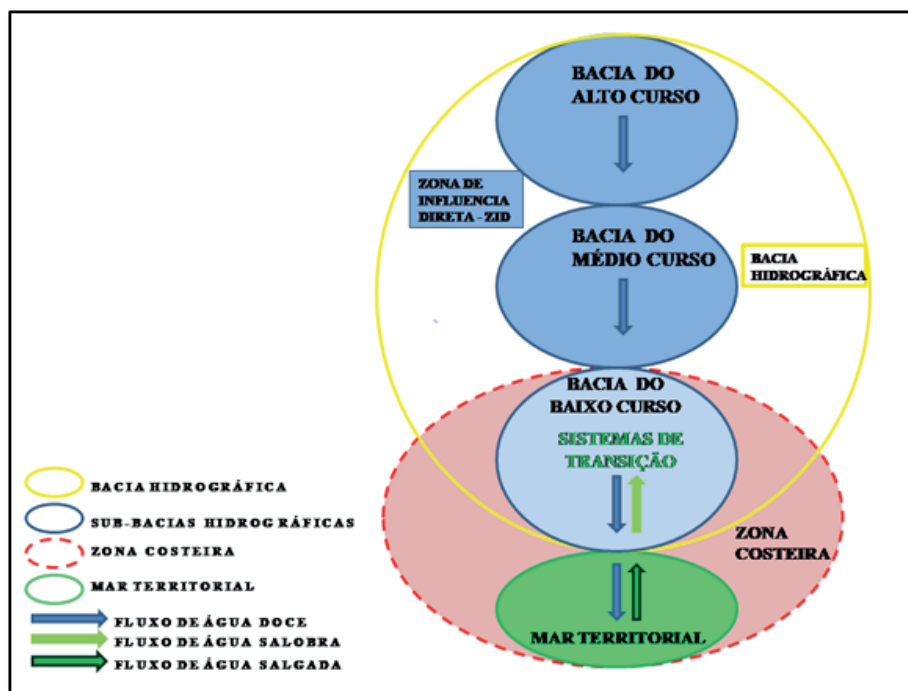 BACIA DO
ALTO CURSO
ZONA DE
INFLUENCIA
DIRETA - ZID
BACIA DO
MÉDIO CURSO
BACIA
HIDROGRÁFICA
BACIA DO
BAIXO CURSO
SISTEMAS DE
TRANSIÇÃO
ZONA
COSTEIRA
MAR TERRITORIAL
BACIA HIDROGRÁFICA
SUB-BACIAS HIDROGRÁFICAS
ZONA COSTEIRA
MAR TERRITORIAL
FLUXO DE ÁGUA DOCE
FLUXO DE ÁGUA SALOBRA
FLUXO DE ÁGUA SALGADA